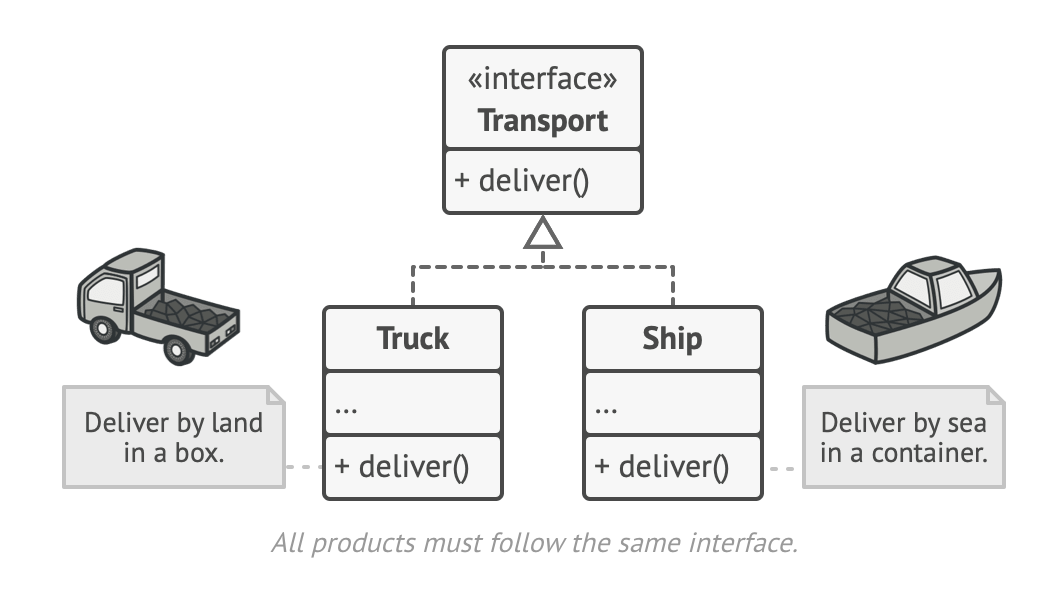 «interface»
Transport
+ deliver()
Truck
...
+ deliver()
Ship
...
+ deliver()
Deliver by land
in a box.
Deliver by sea
in a container.
All products must follow the same interface.